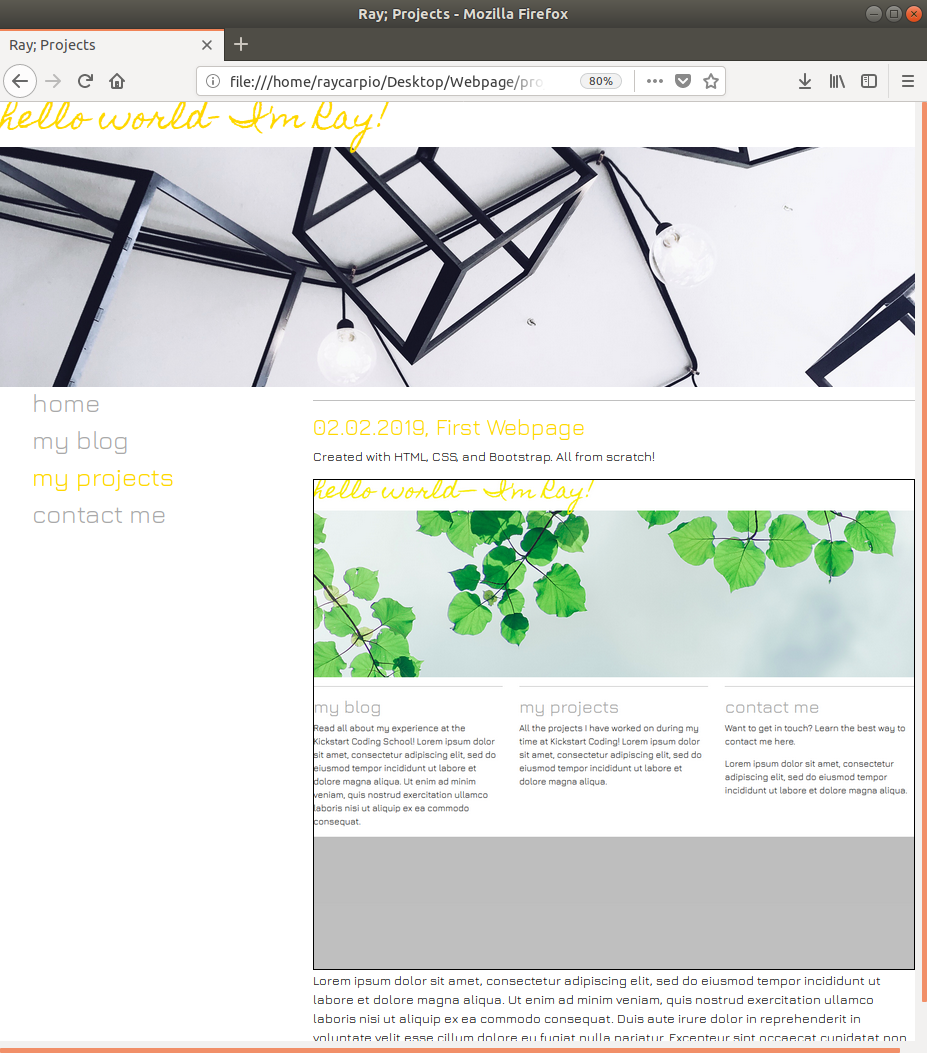 Ray; Projects - Mozilla Firefox
Ray; Projects
file:///home/raycarpio/Desktop/Webpage/pro
80%
hello world- I'm Ray!
home
my blog
my projects
contact me
02.02.2019, First Webpage
Created with HTML, CSS, and Bootstrap. All from scratch!
hello world— I'm Ray!
my blog
Read all about my experience at the
Kickstart Coding School! Lorem ipsum dolor
sit amet, consectetur adipiscing elit, sed do
eiusmod tempor incididunt ut labore et
dolore magna aliqua. Ut enim ad minim
veniam, quis nostrud exercitation ullamco
laboris nisi ut aliquip ex ea commodo
consequat.
my projects
All the projects I have worked on during my
time at Kickstart Coding! Lorem ipsum dolor
sit amet, consectetur adipiscing elit, sed do
eiusmod tempor incididunt ut labore et
dolore magna aliqua.
contact me
Want to get in touch? Learn the best way to
contact me here.
Lorem ipsum dolor sit amet, consectetur
adipiscing elit, sed do eiusmod tempor
incididunt ut labore et dolore magna aliqua.
Lorem ipsum dolor sit amet, consectetur adipiscing elit, sed do eiusmod tempor incididunt ut
labore et dolore magna aliqua. Ut enim ad minim veniam, quis nostrud exercitation ullamco
laboris nisi ut aliquip ex ea commodo consequat. Duis aute irure dolor in reprehenderit in
voluptate velit esse cillum dolore eu fugiat nulla pariatur. Excepteur sint occaecat cupidatat non